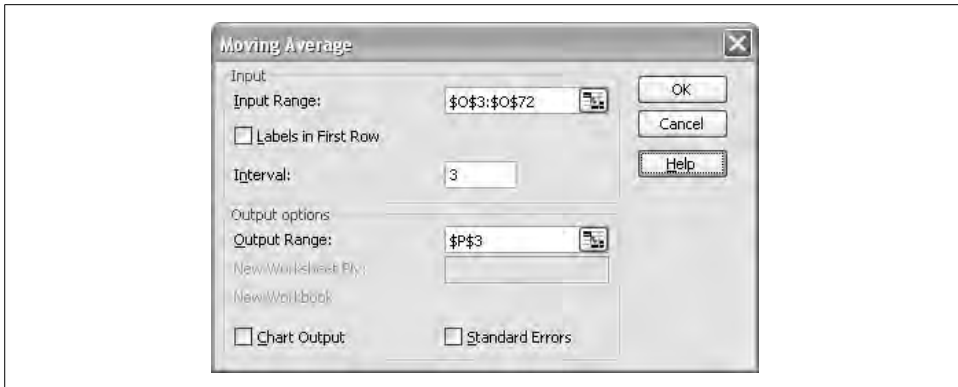 Moving Average
Input
Input Range: $O$3:$O$72
OK
Labels in First Row
Cancel
Interval: 3
Help
Output options
Output Range: $P$3
New Worksheet Ply:
New Workbook
Chart Output Standard Errors